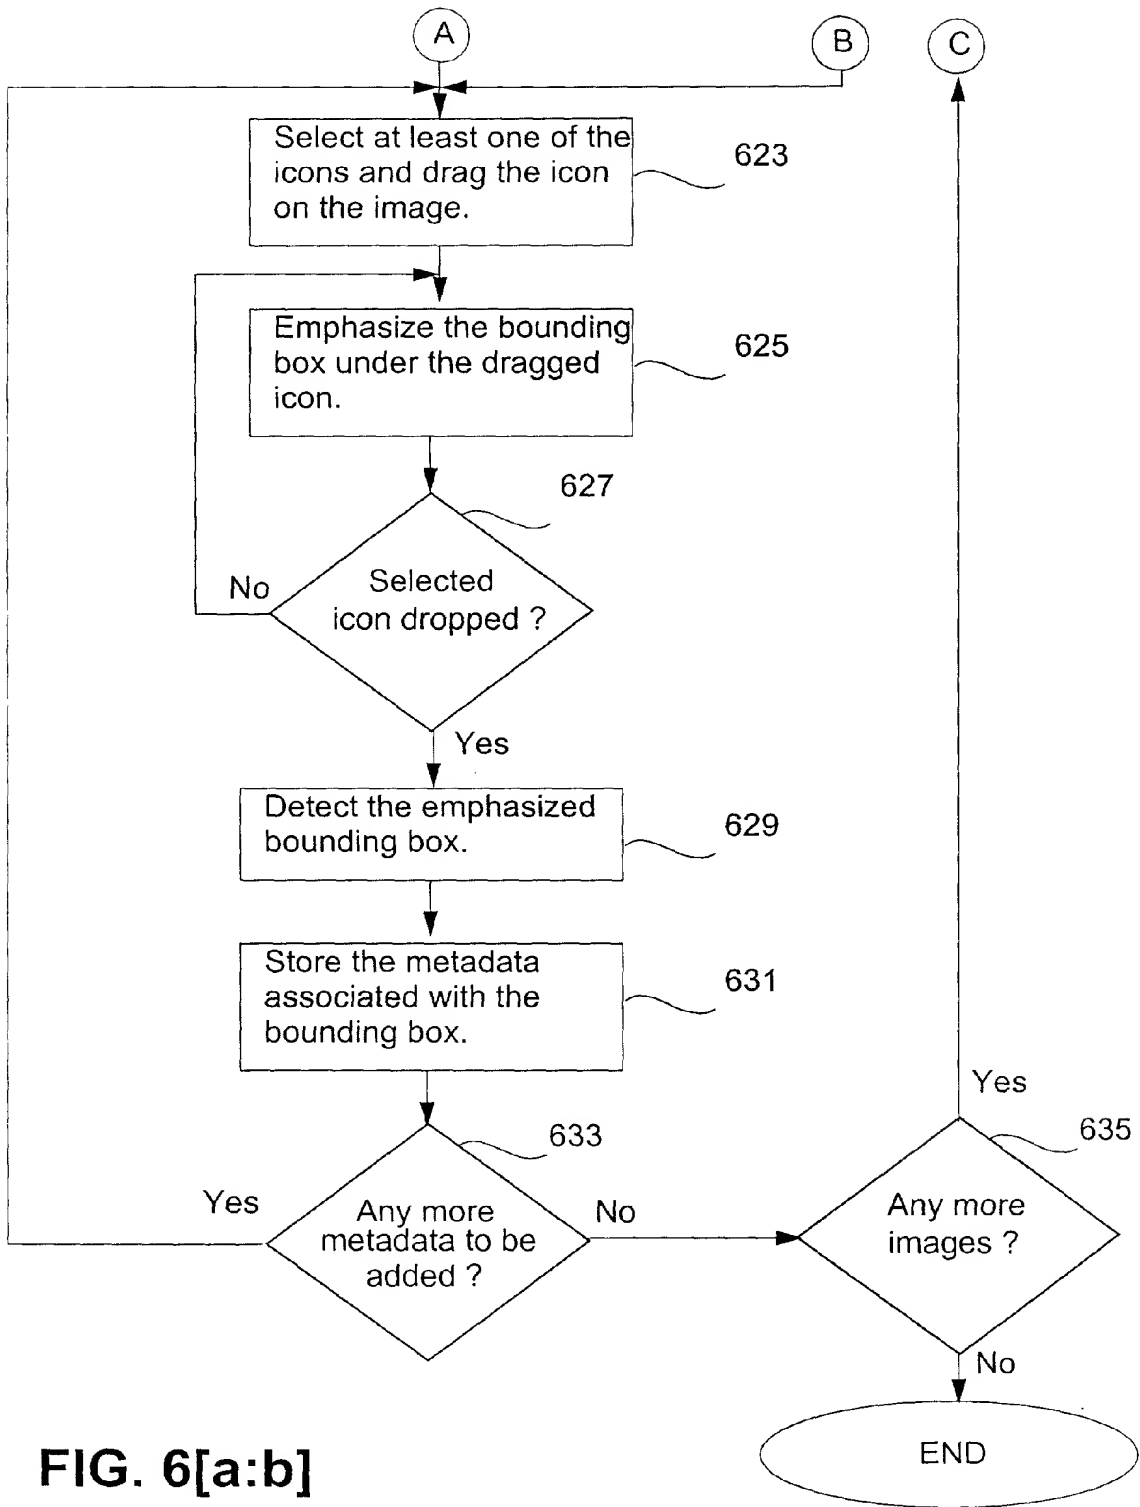 A
B
C
Select at least one of the
icons and drag the icon
on the image.
623
Emphasize the bounding
box under the dragged
icon.
625
627
Selected
icon dropped ?
No
Yes
Detect the emphasized
bounding box.
629
Store the metadata
associated with the
bounding box.
631
633
Any more
metadata to be
added ?
Yes
No
635
Any more
images ?
Yes
No
END
FIG. 6[a:b]